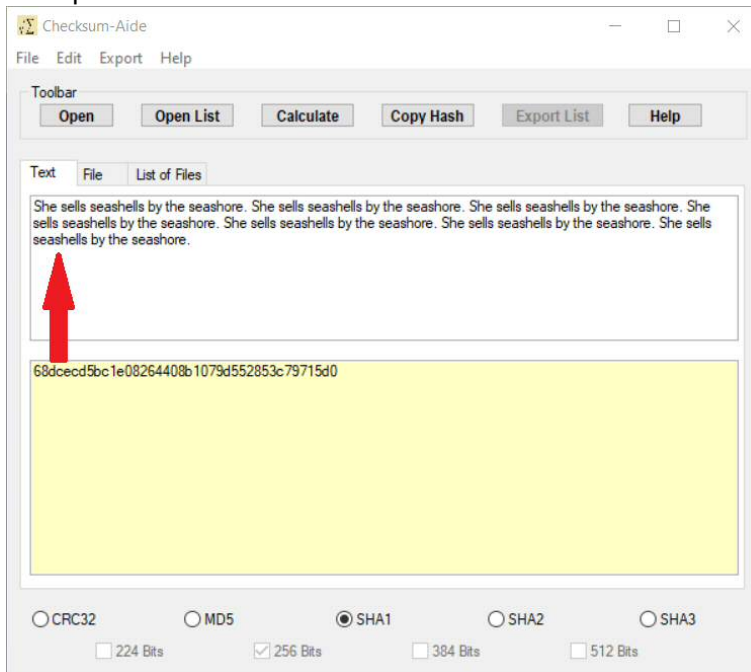 Checksum-Aide
File Edit Export Help
Toolbar
Open Open List Calculate Copy Hash Export List Help
Text File List of Files
She sells seashells by the seashore. She sells seashells by the seashore. She sells seashells by the seashore. She
sells seashells by the seashore. She sells seashells by the seashore. She sells seashells by the seashore. She sells
seashells by the seashore.
68dcecd5bc1e08264408b1079d552853c79715d0
CRC32 MD5 SHA1 SHA2 SHA3
224 Bits 256 Bits 384 Bits 512 Bits